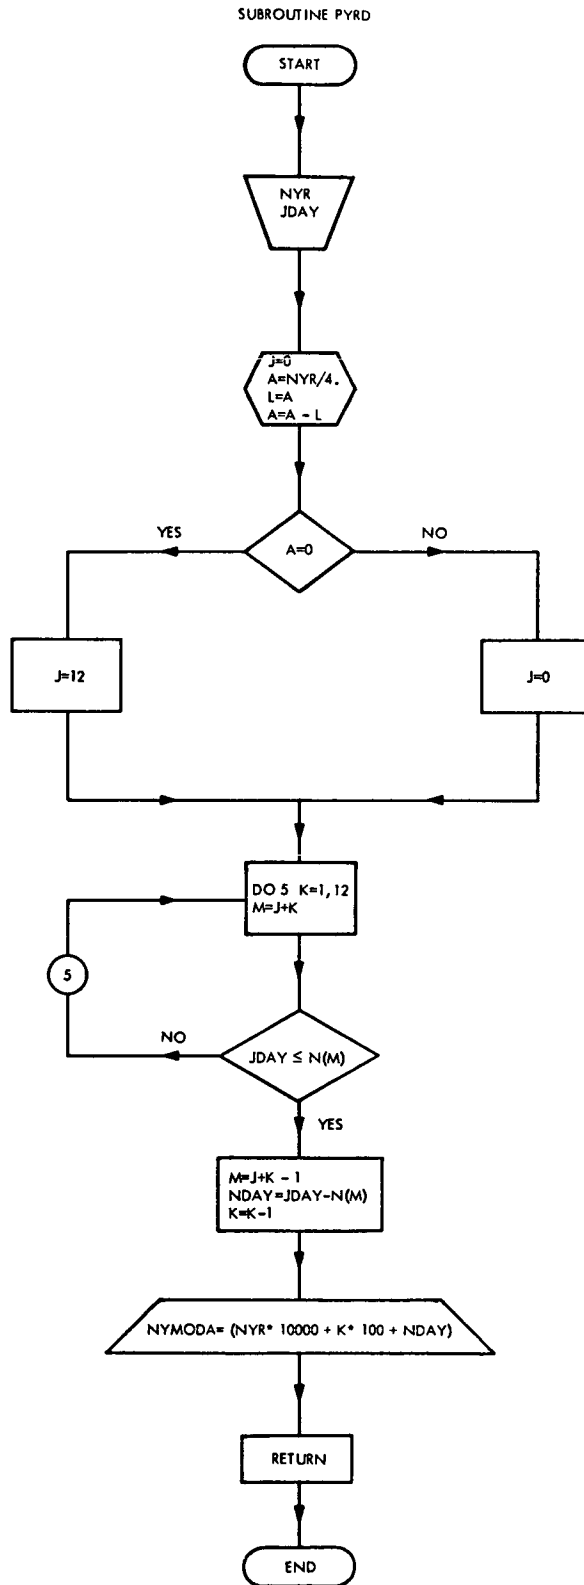 SUBROUTINE PYRD
START
NYR
JDAY
J=0
A=NYR/4.
L=A
A=A - L
A=0
YES
NO
J=12
J=0
DO 5 K=1, 12
M=J+K
5
NO
JDAY ≤ N(M)
YES
M=J+K - 1
NDAY=JDAY-N(M)
K=K-1
NYMODA= (NYR* 10000 + K* 100 + NDAY)
RETURN
END